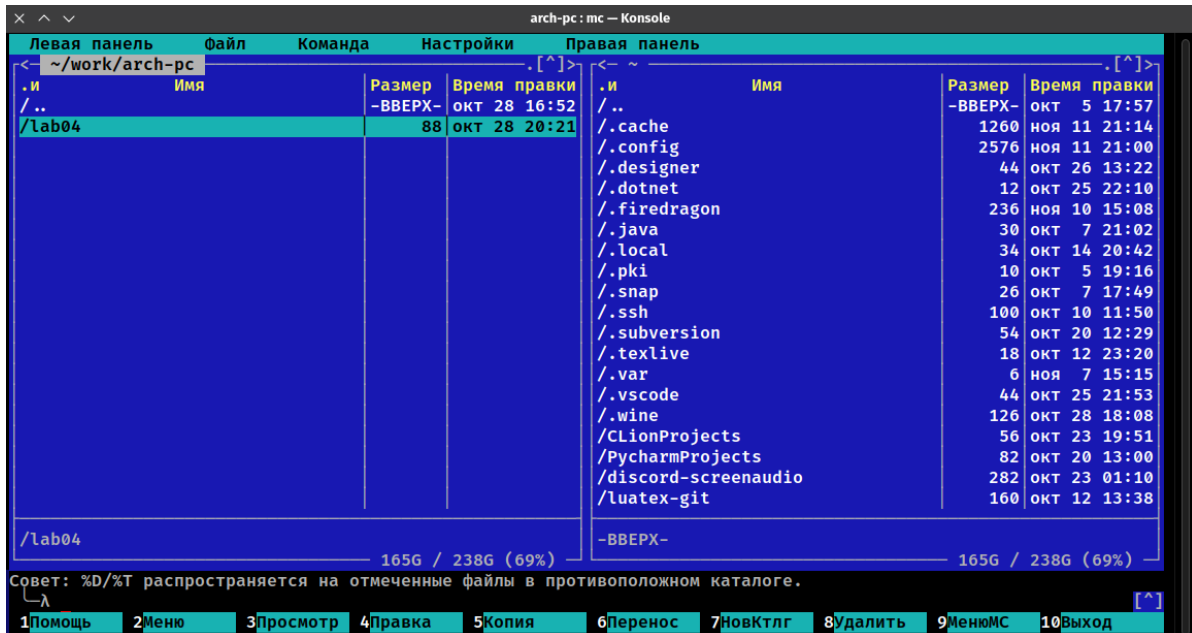 arch-pc : mc — Konsole
Левая панель Файл Команда Настройки Правая панель
<— ~/work/arch-pc .[^]>
.и Имя Размер Время правки
/.. -ВВЕРХ- окт 28 16:52
/lab04 88 окт 28 20:21
/lab04
165G / 238G (69%)
<— ~ .[^]>
.и Имя Размер Время правки
/.. -ВВЕРХ- окт 5 17:57
/.cache 1260 ноя 11 21:14
/.config 2576 ноя 11 21:00
/.designer 44 окт 26 13:22
/.dotnet 12 окт 25 22:10
/.firedragon 236 ноя 10 15:08
/.java 30 окт 7 21:02
/.local 34 окт 14 20:42
/.pki 10 окт 5 19:16
/.snap 26 окт 7 17:49
/.ssh 100 окт 10 11:50
/.subversion 54 окт 20 12:29
/.texlive 18 окт 12 23:20
/.var 6 ноя 7 15:15
/.vscode 44 окт 25 21:53
/.wine 126 окт 28 18:08
/CLionProjects 56 окт 23 19:51
/PycharmProjects 82 окт 20 13:00
/discord-screenaudio 282 окт 23 01:10
/luatex-git 160 окт 12 13:38
-ВВЕРХ-
165G / 238G (69%)
Совет: %D/%T распространяется на отмеченные файлы в противоположном каталоге.
└─λ [^]
1Помощь 2Меню 3Просмотр 4Правка 5Копия 6Перенос 7НовКтлг 8Удалить 9МенюMC 10Выход